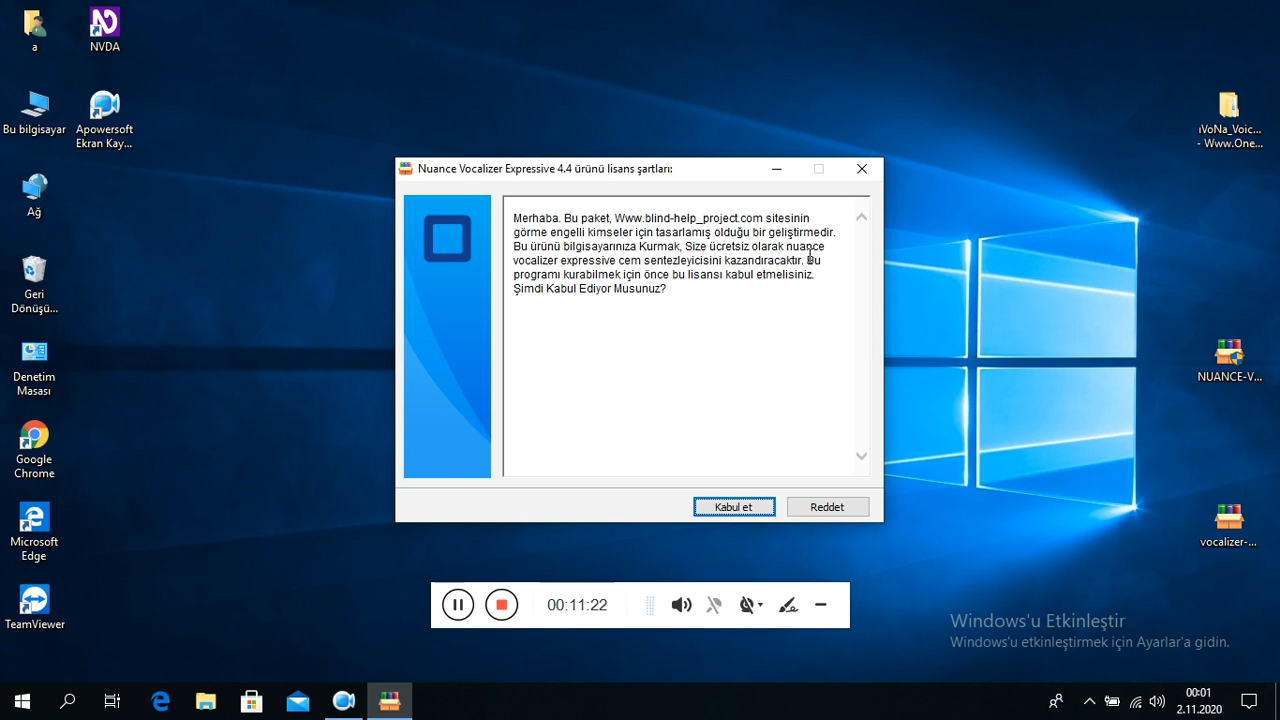 a
NVDA
Bu bilgisayar
Apowersoft
Ekran Kay...
Ağ
Geri
Dönüşü...
Denetim
Masası
Google
Chrome
Microsoft
Edge
TeamViewer
Nuance Vocalizer Expressive 4.4 ürünü lisans şartları:
Merhaba. Bu paket, Www.blind-help_project.com sitesinin
görme engelli kimseler için tasarlamış olduğu bir geliştirmedir.
Bu ürünü bilgisayarınıza Kurmak, Size ücretsiz olarak nuance
vocalizer expressive cem sentezleyicisini kazandıracaktır. Bu
programı kurabilmek için önce bu lisansı kabul etmelisiniz.
Şimdi Kabul Ediyor Musunuz?
Kabul et
Reddet
00:11:22
iVoNa_Voic...
- Www.One...
NUANCE-V...
vocalizer-...
Windows'u Etkinleştir
Windows'u etkinleştirmek için Ayarlar'a gidin.
00:01
2.11.2020